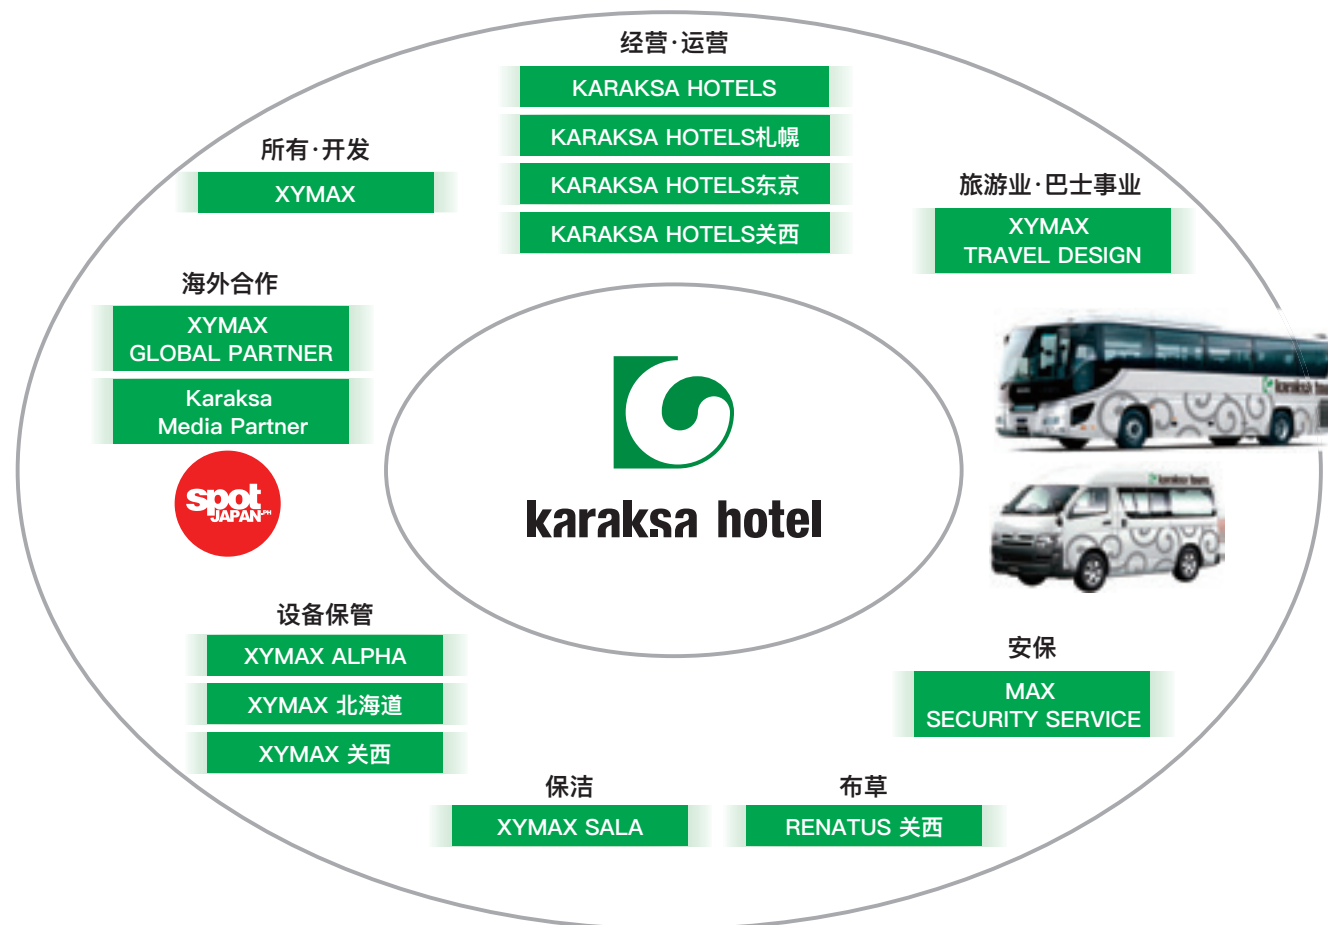 经营·运营
KARAKSA HOTELS
KARAKSA HOTELS札幌
KARAKSA HOTELS东京
KARAKSA HOTELS关西
所有·开发
XYMAX
旅游业·巴士事业
XYMAX
TRAVEL DESIGN
海外合作
XYMAX
GLOBAL PARTNER
Karaksa
Media Partner
spot
JAPAN.PH
karaksa hotel
karaksa tours
设备保管
XYMAX ALPHA
XYMAX 北海道
XYMAX 关西
安保
MAX
SECURITY SERVICE
保洁
XYMAX SALA
布草
RENATUS 关西